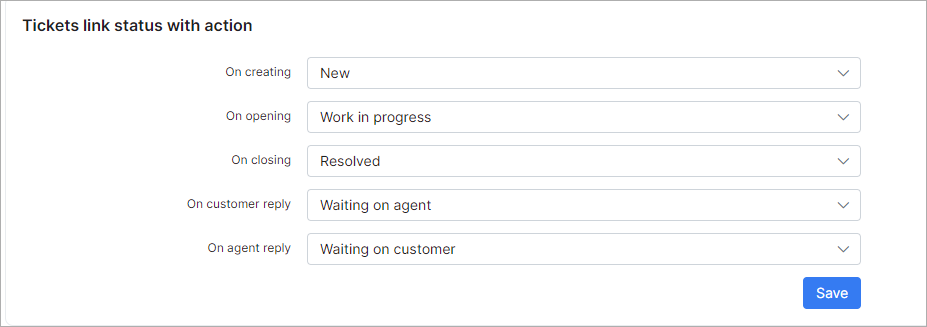 Tickets link status with action
On creating New
On opening Work in progress
On closing Resolved
On customer reply Waiting on agent
On agent reply Waiting on customer
Save